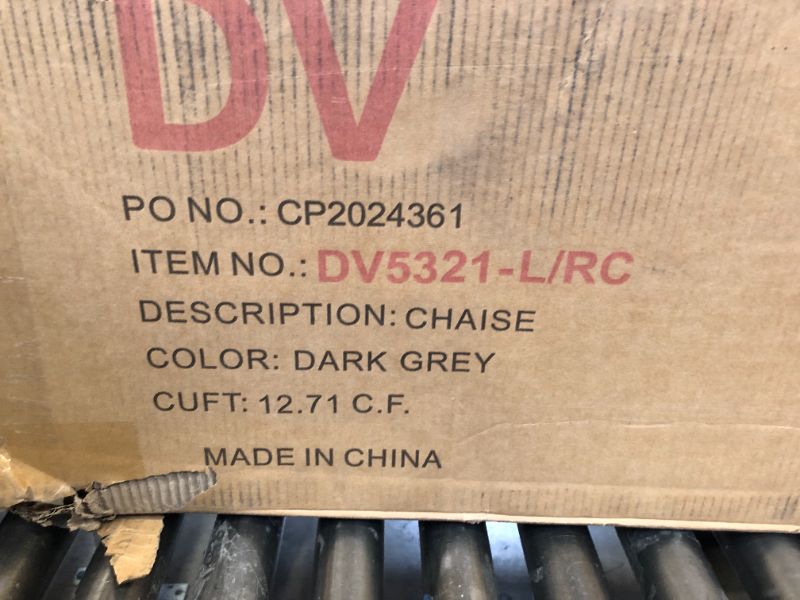 DV
PO NO.: CP2024361
ITEM NO.: DV5321-L/RC
DESCRIPTION: CHAISE
COLOR: DARK GREY
CUFT: 12.71 C.F.
MADE IN CHINA